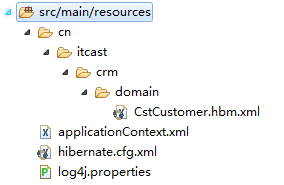 src/main/resources
cn
itcast
crm
domain
CstCustomer.hbm.xml
applicationContext.xml
hibernate.cfg.xml
log4j.properties